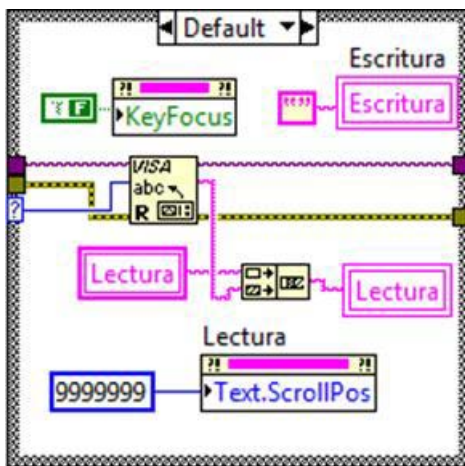 Default
Escritura
?! ?!
F
KeyFocus
""
Escritura
VISA
abc
R
?
Lectura
Lectura
Lectura
?! ?!
9999999
Text.ScrollPos